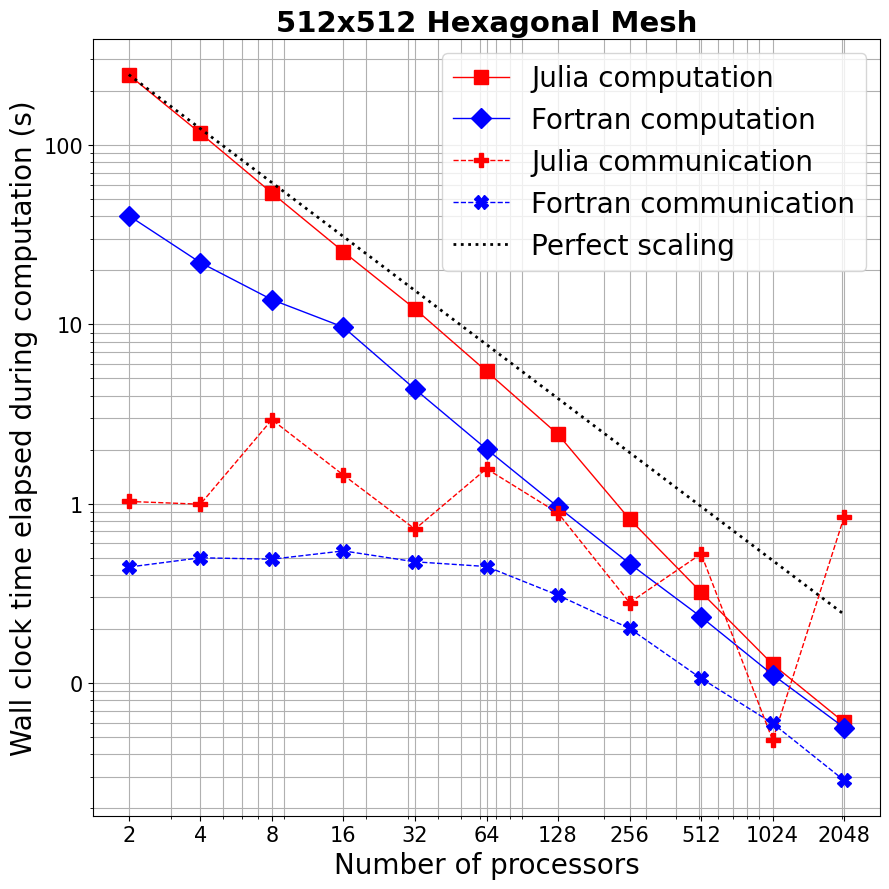 512x512 Hexagonal Mesh
Julia computation
Fortran computation
Julia communication
Fortran communication
Perfect scaling
Wall clock time elapsed during computation (s)
100
10
1
0
2 4 8 16 32 64 128 256 512 1024 2048
Number of processors